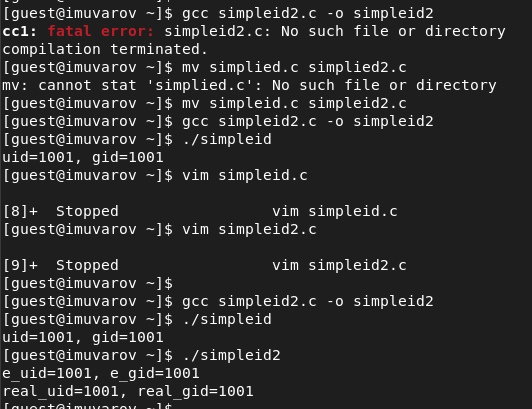 [guest@imuvarov ~]$ gcc simpleid2.c -o simpleid2
cc1: fatal error: simpleid2.c: No such file or directory
compilation terminated.
[guest@imuvarov ~]$ mv simplied.c simplied2.c
mv: cannot stat 'simplied.c': No such file or directory
[guest@imuvarov ~]$ mv simpleid.c simpleid2.c
[guest@imuvarov ~]$ gcc simpleid2.c -o simpleid2
[guest@imuvarov ~]$ ./simpleid
uid=1001, gid=1001
[guest@imuvarov ~]$ vim simpleid.c
[8]+  Stopped                 vim simpleid.c
[guest@imuvarov ~]$ vim simpleid2.c
[9]+  Stopped                 vim simpleid2.c
[guest@imuvarov ~]$
[guest@imuvarov ~]$ gcc simpleid2.c -o simpleid2
[guest@imuvarov ~]$ ./simpleid
uid=1001, gid=1001
[guest@imuvarov ~]$ ./simpleid2
e_uid=1001, e_gid=1001
real_uid=1001, real_gid=1001
[guest@imuvarov ~]$